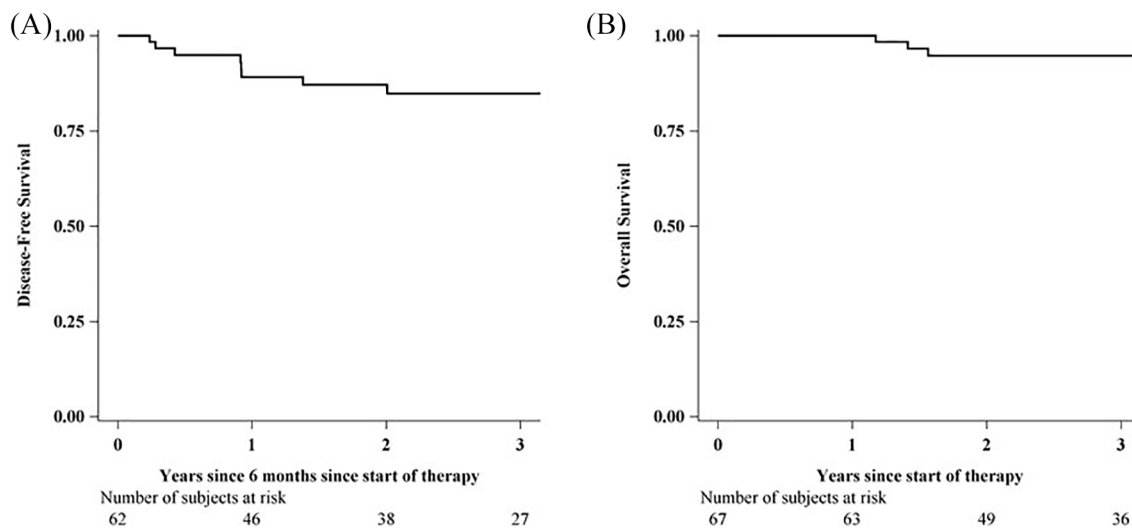 (A)
1.00
0.75
0.50
0.25
0.00
Disease-Free Survival
0 1 2 3
Years since 6 months since start of therapy
Number of subjects at risk
62 46 38 27
(B)
1.00
0.75
0.50
0.25
0.00
Overall Survival
0 1 2 3
Years since start of therapy
Number of subjects at risk
67 63 49 36